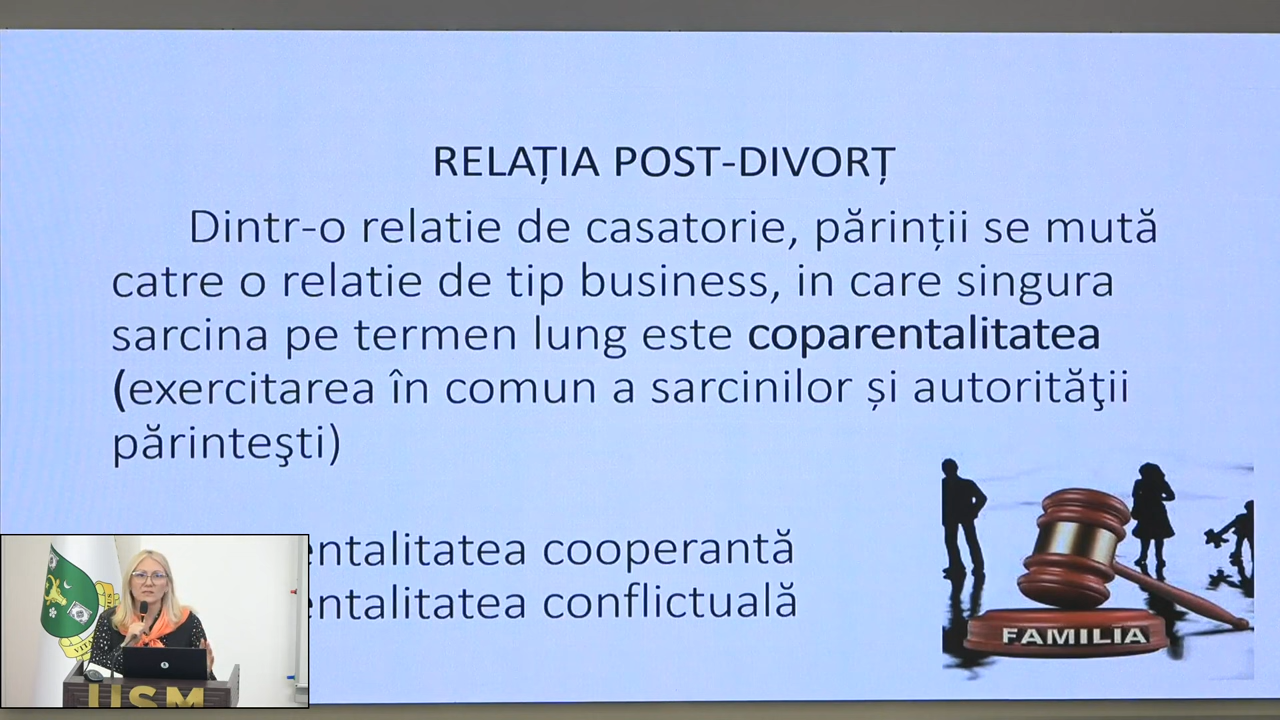 RELAȚIA POST-DIVORȚ
Dintr-o relatie de casatorie, părinții se mută
catre o relatie de tip business, in care singura
sarcina pe termen lung este coparentalitatea
(exercitarea în comun a sarcinilor și autorităţii
părinteşti)
entalitatea cooperantă
entalitatea conflictuală
FAMILIA
USM